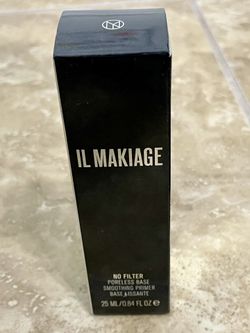 IL MAKIAGE
NO FILTER
PORELESS BASE
SMOOTHING PRIMER
BASE LISSANTE
25 ML/0.84 FL OZ e